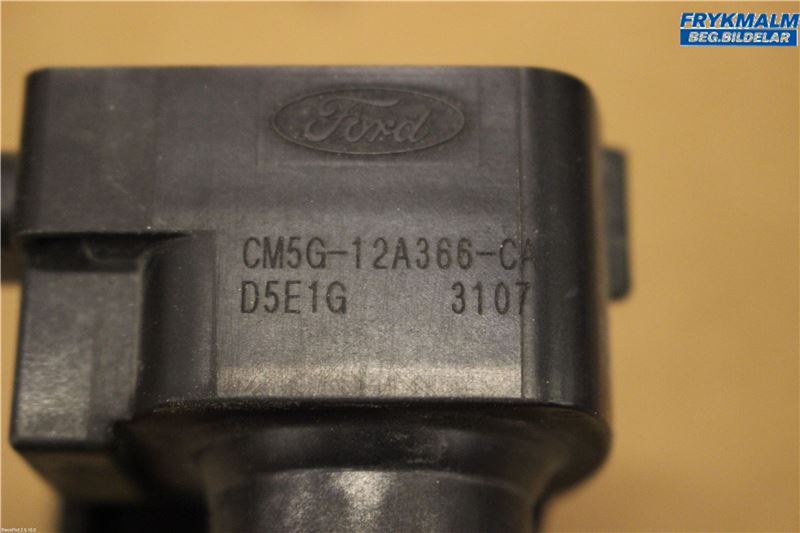 FRYKMALM
BEG.BILDELAR
Ford
CM5G-12A366-CA
D5E1G 3107